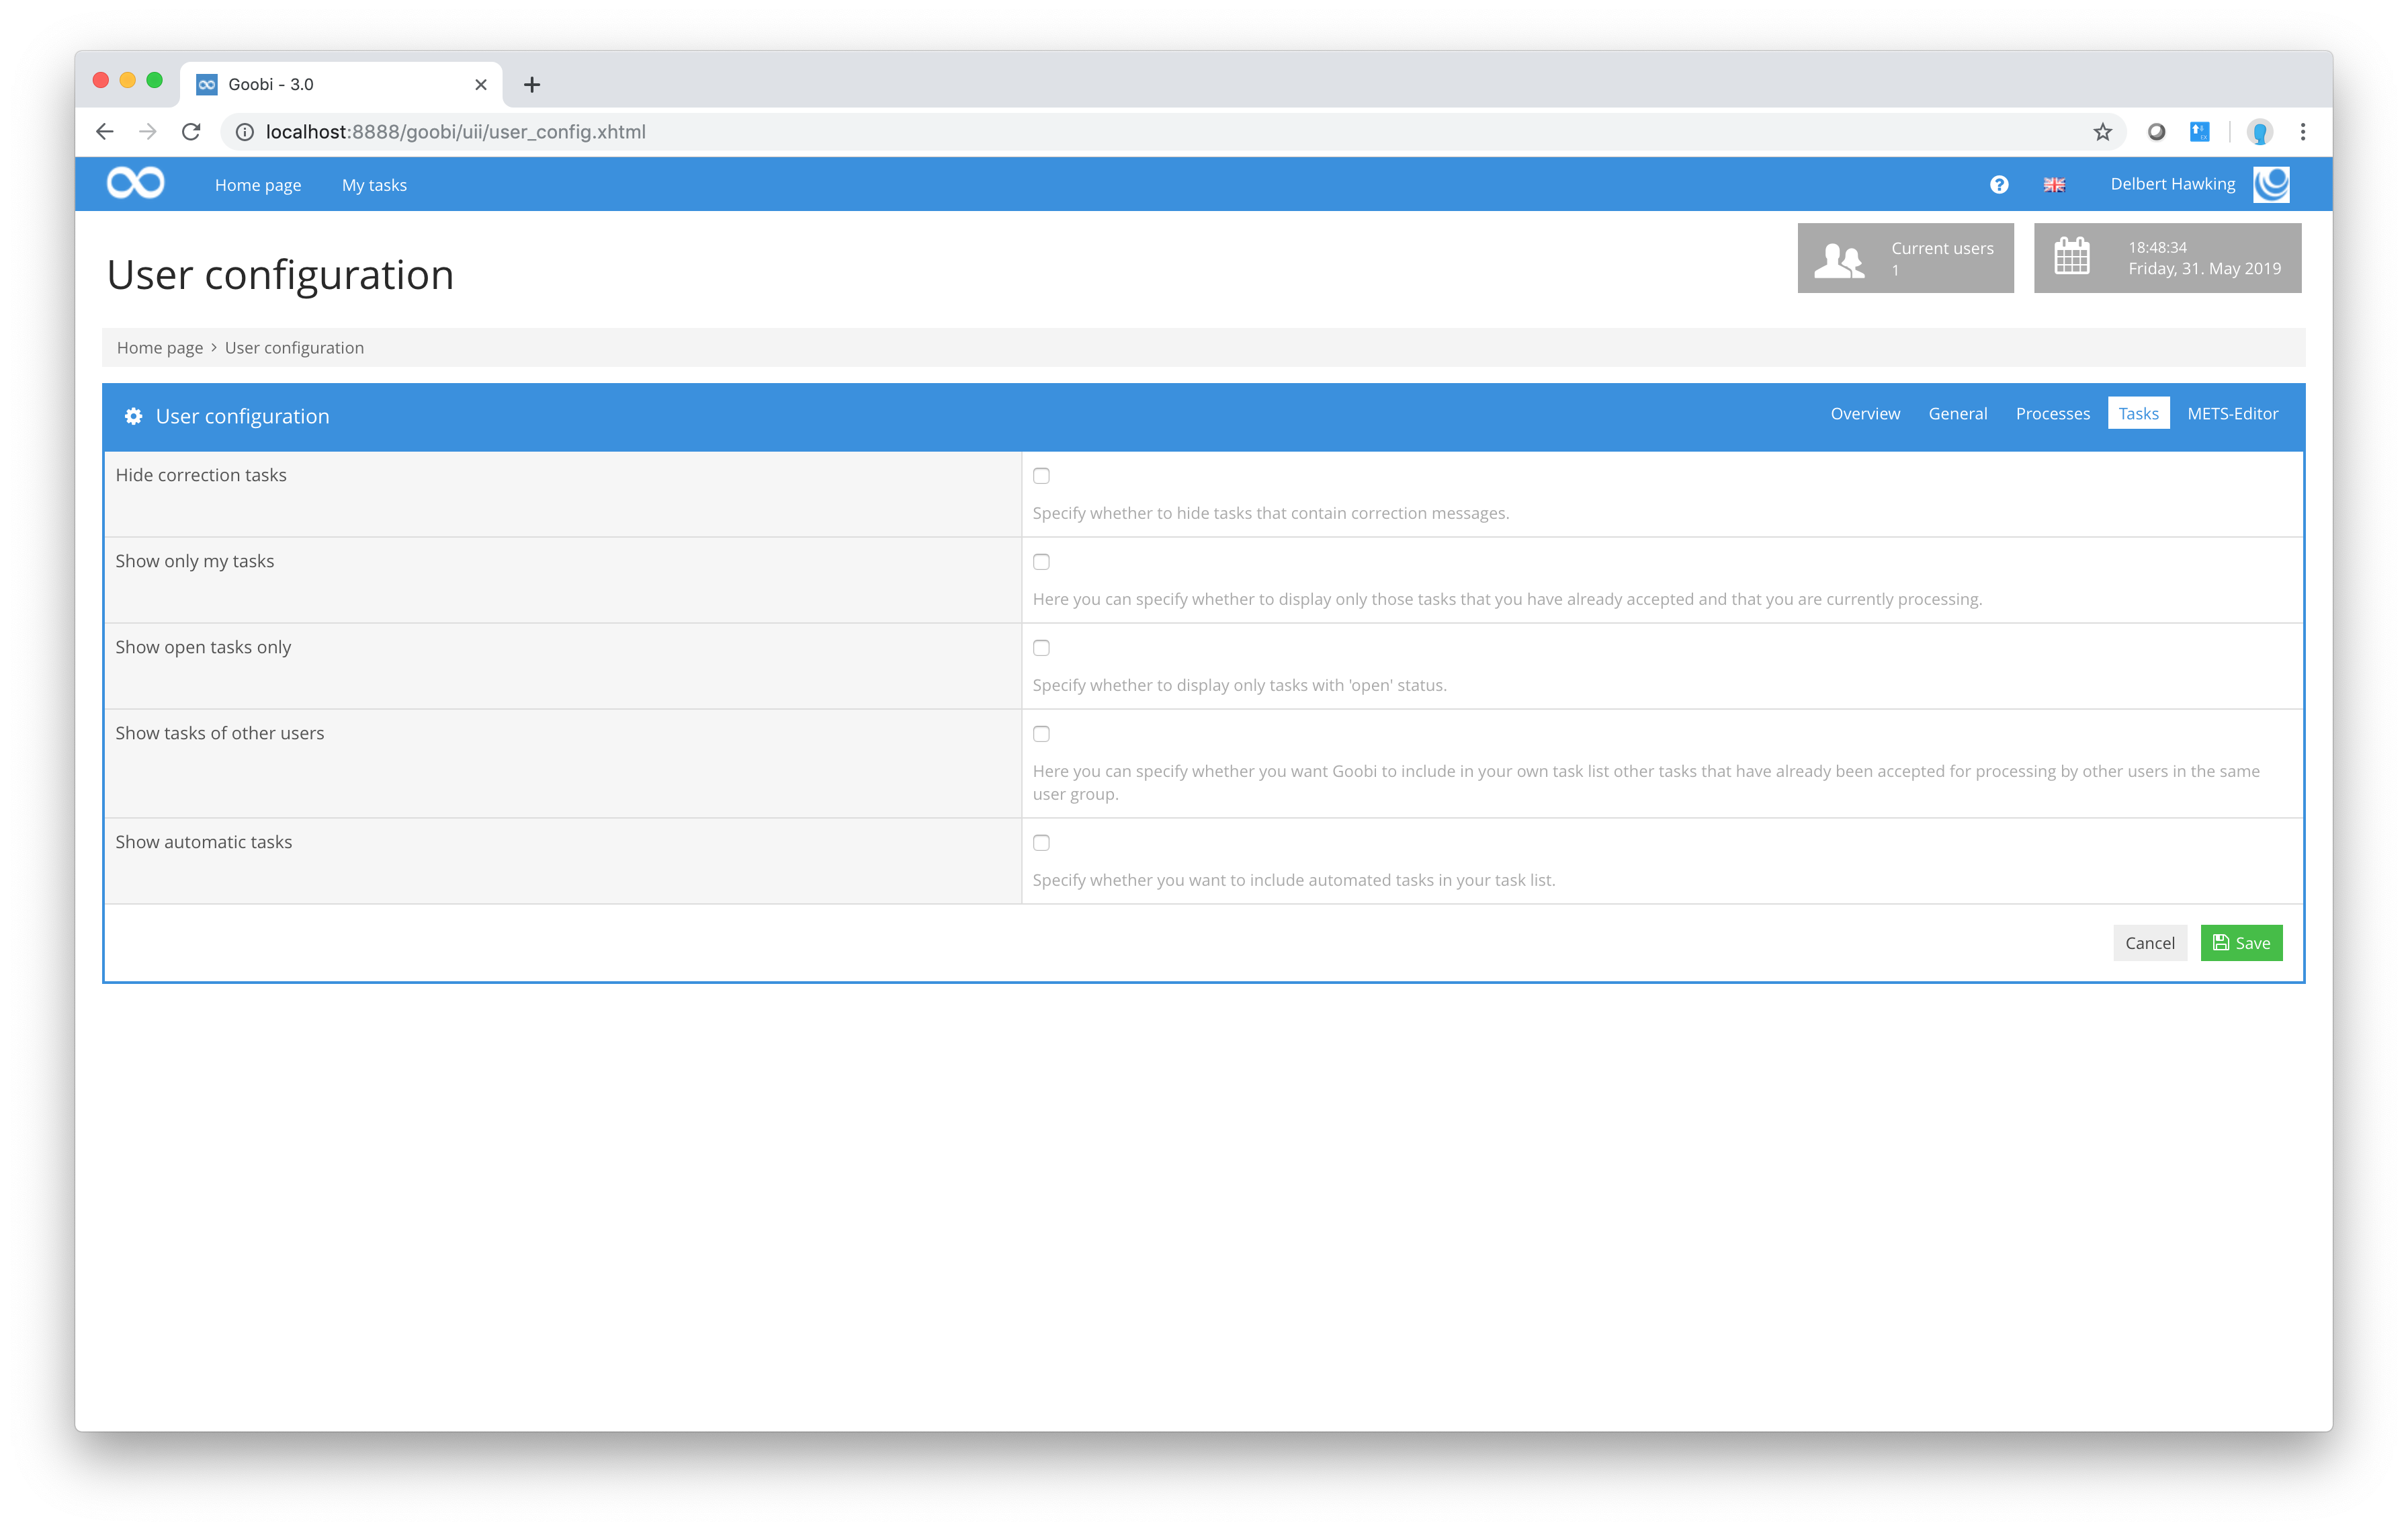 Goobi - 3.0
localhost:8888/goobi/uii/user_config.xhtml
Home page My tasks Delbert Hawking
User configuration
Current users
1
18:48:34
Friday, 31. May 2019
Home page > User configuration
User configuration Overview General Processes Tasks METS-Editor
Hide correction tasks
Specify whether to hide tasks that contain correction messages.
Show only my tasks
Here you can specify whether to display only those tasks that you have already accepted and that you are currently processing.
Show open tasks only
Specify whether to display only tasks with 'open' status.
Show tasks of other users
Here you can specify whether you want Goobi to include in your own task list other tasks that have already been accepted for processing by other users in the same
user group.
Show automatic tasks
Specify whether you want to include automated tasks in your task list.
Cancel Save